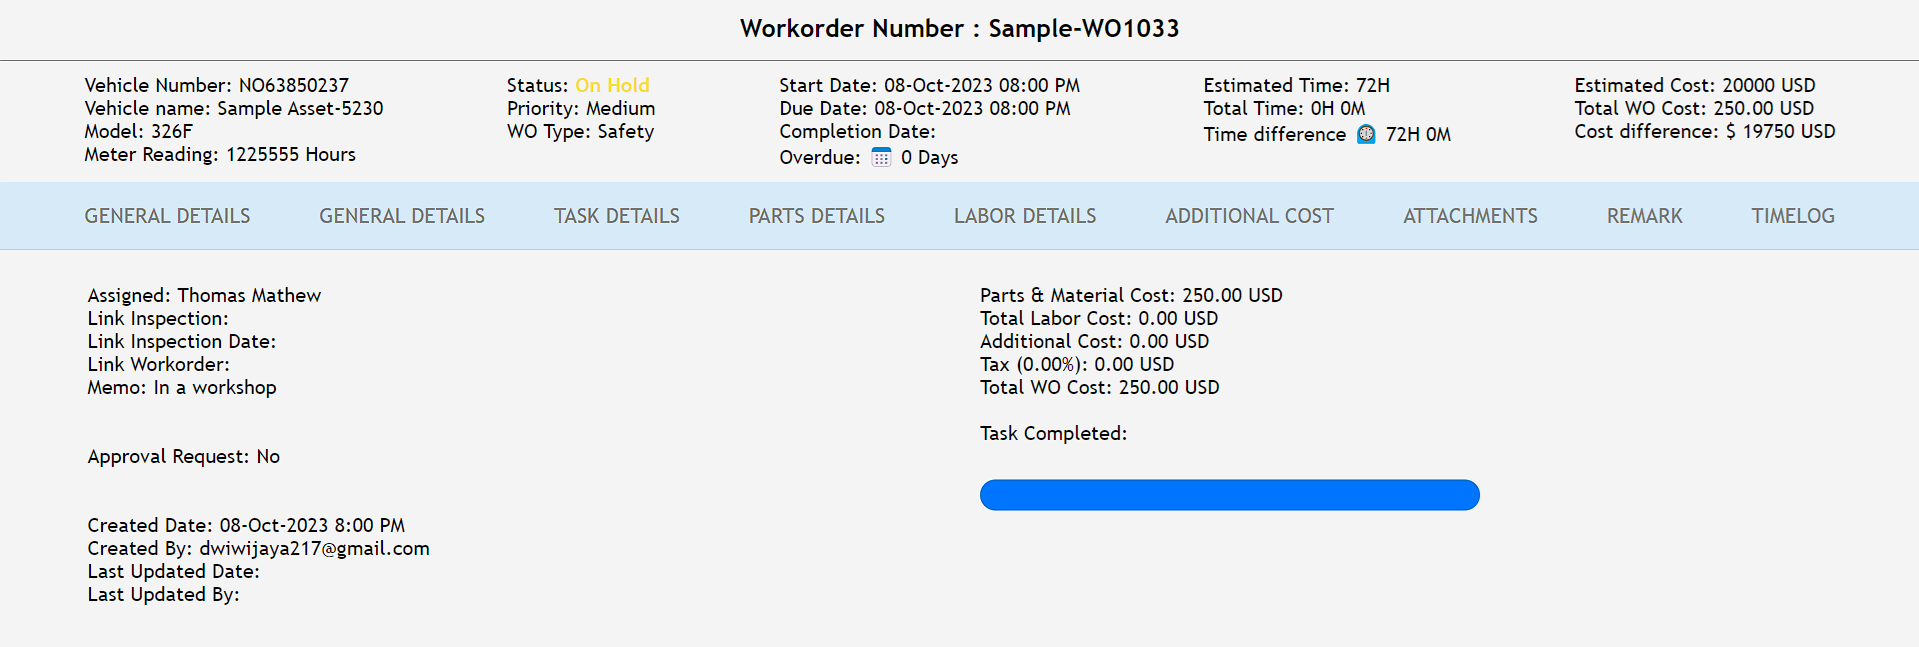 Workorder Number : Sample-WO1033
Vehicle Number: NO63850237
Vehicle name: Sample Asset-5230
Model: 326F
Meter Reading: 1225555 Hours
Status: On Hold
Priority: Medium
WO Type: Safety
Start Date: 08-Oct-2023 08:00 PM
Due Date: 08-Oct-2023 08:00 PM
Completion Date:
Overdue: 0 Days
Estimated Time: 72H
Total Time: 0H 0M
Time difference 72H 0M
Estimated Cost: 20000 USD
Total WO Cost: 250.00 USD
Cost difference: $ 19750 USD
GENERAL DETAILS GENERAL DETAILS TASK DETAILS PARTS DETAILS LABOR DETAILS ADDITIONAL COST ATTACHMENTS REMARK TIMELOG
Assigned: Thomas Mathew
Link Inspection:
Link Inspection Date:
Link Workorder:
Memo: In a workshop
Approval Request: No
Created Date: 08-Oct-2023 8:00 PM
Created By: dwiwijaya217@gmail.com
Last Updated Date:
Last Updated By:
Parts & Material Cost: 250.00 USD
Total Labor Cost: 0.00 USD
Additional Cost: 0.00 USD
Tax (0.00%): 0.00 USD
Total WO Cost: 250.00 USD
Task Completed: